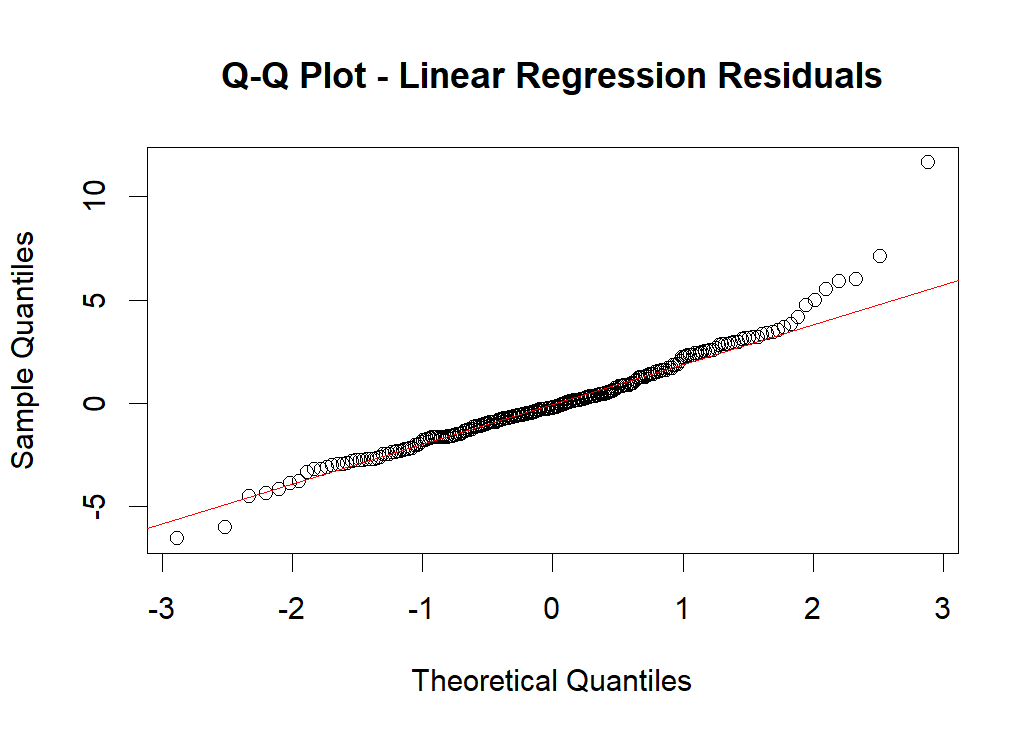 Q-Q Plot - Linear Regression Residuals
Sample Quantiles
10
5
0
-5
-3 -2 -1 0 1 2 3
Theoretical Quantiles